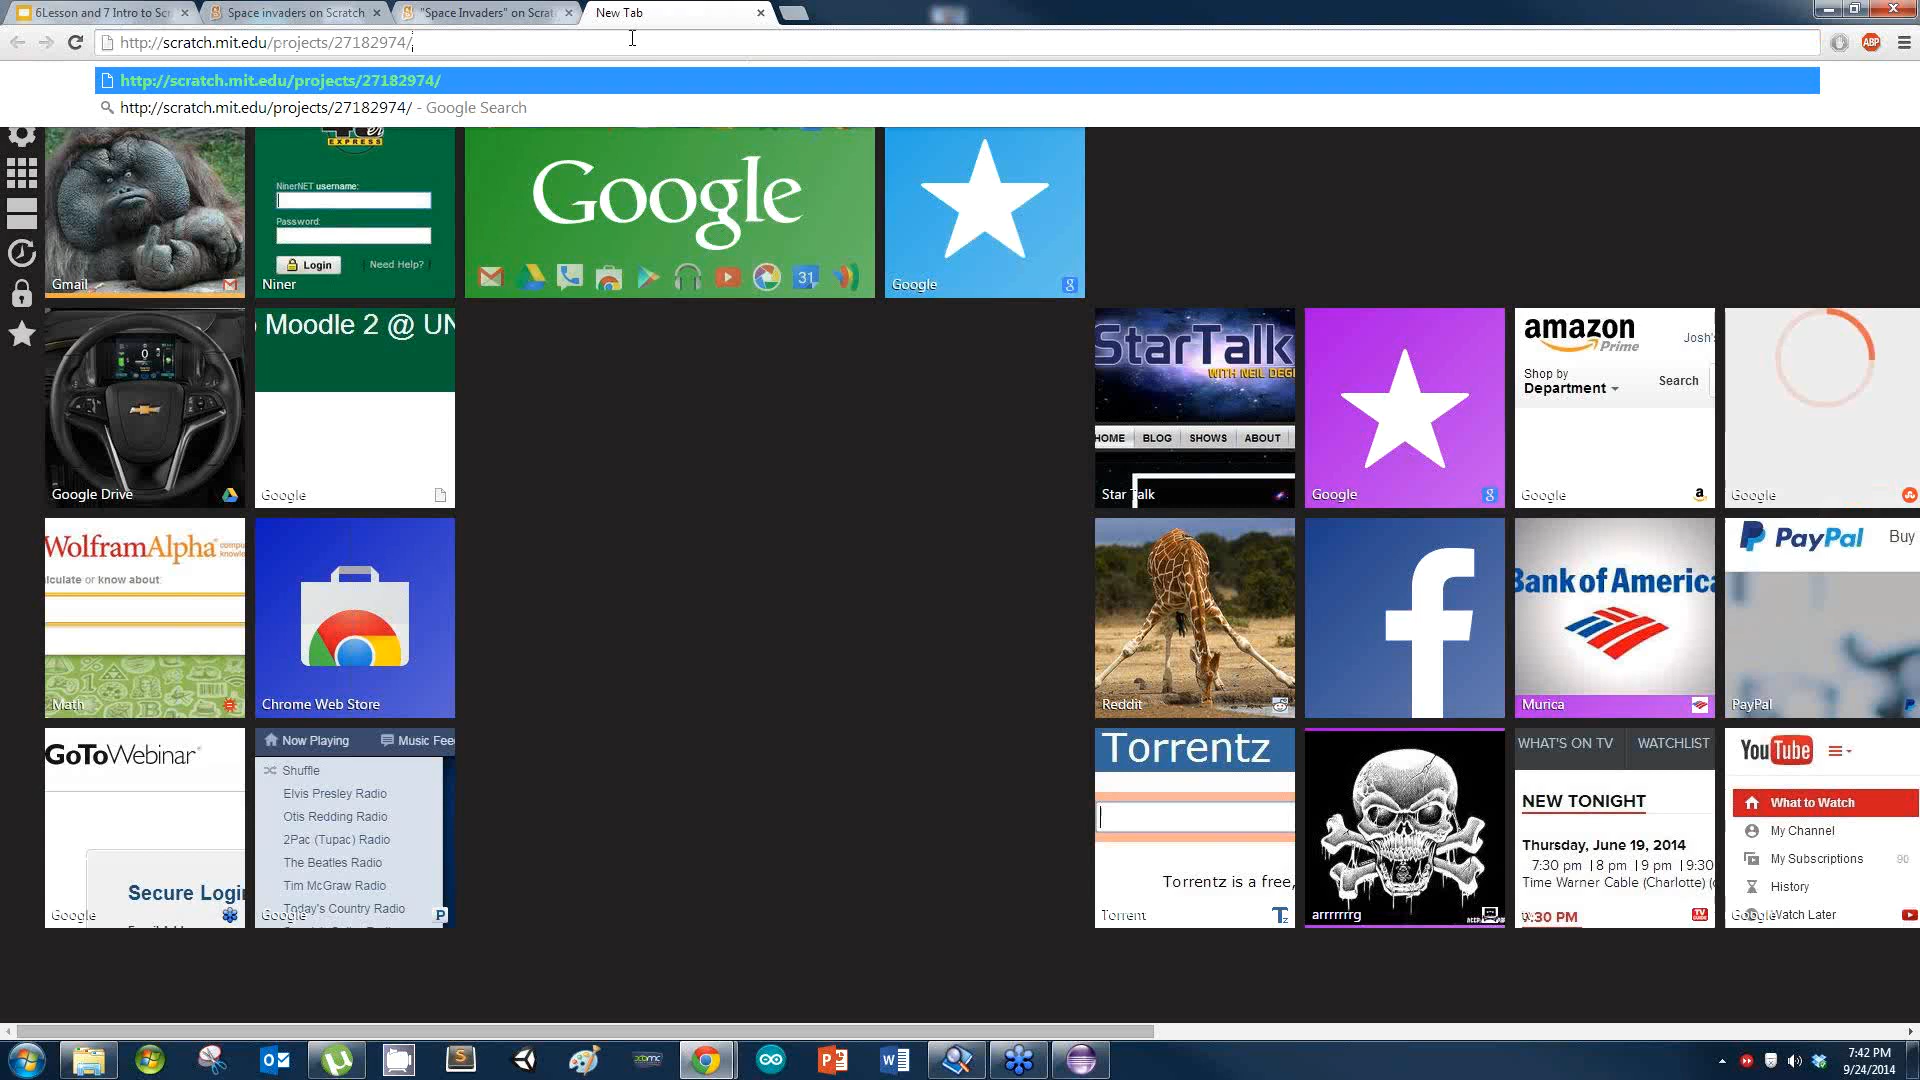 6Lesson and 7 Intro to Scr
Space invaders on Scratch
"Space Invaders" on Scrat
New Tab
http://scratch.mit.edu/projects/27182974/
http://scratch.mit.edu/projects/27182974/
http://scratch.mit.edu/projects/27182974/ - Google Search
ABP
Gmail
EXPRESS
NinerNET username:
Password:
Login
Need Help?
Niner
Google
31
Google
Google Drive
Moodle 2 @ UN
Google
StarTalk
WITH NEIL DEG
HOME BLOG SHOWS ABOUT
Star Talk
Google
amazon
Prime
Josh's
Shop by
Department
Search
Google
Google
WolframAlpha
lculate or know about
Math
Chrome Web Store
Reddit
Bank of America
Murica
PayPal
Buy
PayPal
GoToWebinar
Secure Login
Google
Now Playing
Music Fee
Shuffle
Elvis Presley Radio
Otis Redding Radio
2Pac (Tupac) Radio
The Beatles Radio
Tim McGraw Radio
Today's Country Radio
Google
Torrentz
Torrentz is a free,
Torrent
arrrrrrrg
WHAT'S ON TV
WATCHLIST
NEW TONIGHT
Thursday, June 19, 2014
7:30 pm | 8 pm | 9 pm | 9:30
Time Warner Cable (Charlotte) (c
9:30 PM
YouTube
What to Watch
My Channel
My Subscriptions
90
History
Watch Later
Google
7:42 PM
9/24/2014